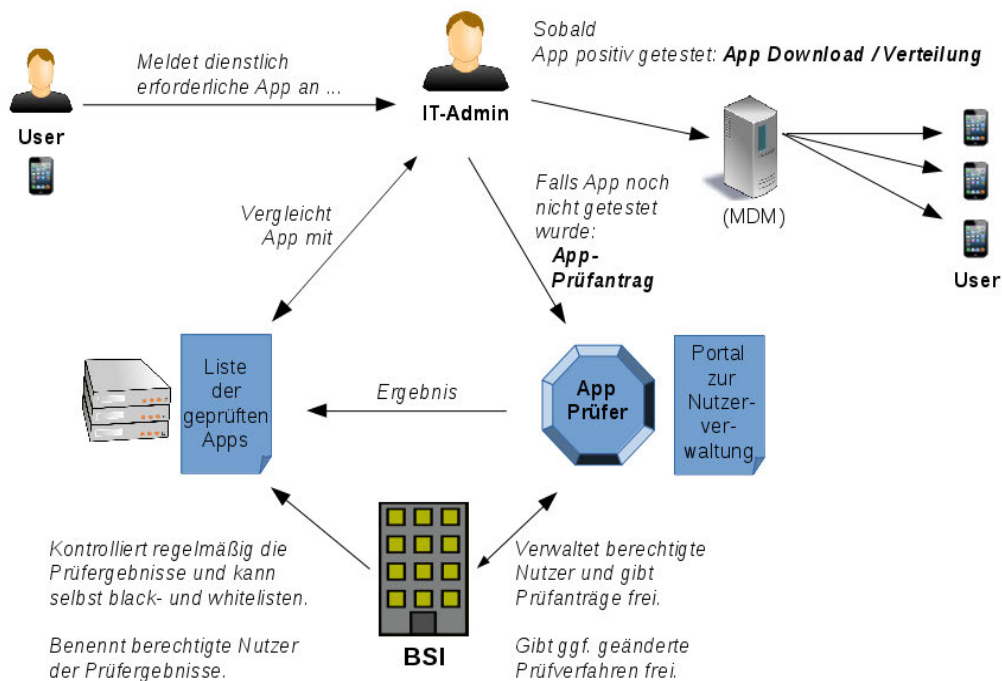 Sobald
App positiv getestet: App Download / Verteilung
Meldet dienstlich
erforderliche App an ...
User
IT-Admin
Vergleicht
App mit
Falls App noch
nicht getestet
wurde:
App-
Prüfantrag
(MDM)
User
Liste
der
geprüften
Apps
Ergebnis
App
Prüfer
Portal
zur
Nutzer-
ver-
waltung
Kontrolliert regelmäßig die
Prüfergebnisse und kann
selbst black- und whitelisten.
Benennt berechtigte Nutzer
der Prüfergebnisse.
BSI
Verwaltet berechtigte
Nutzer und gibt
Prüfanträge frei.
Gibt ggf. geänderte
Prüfverfahren frei.